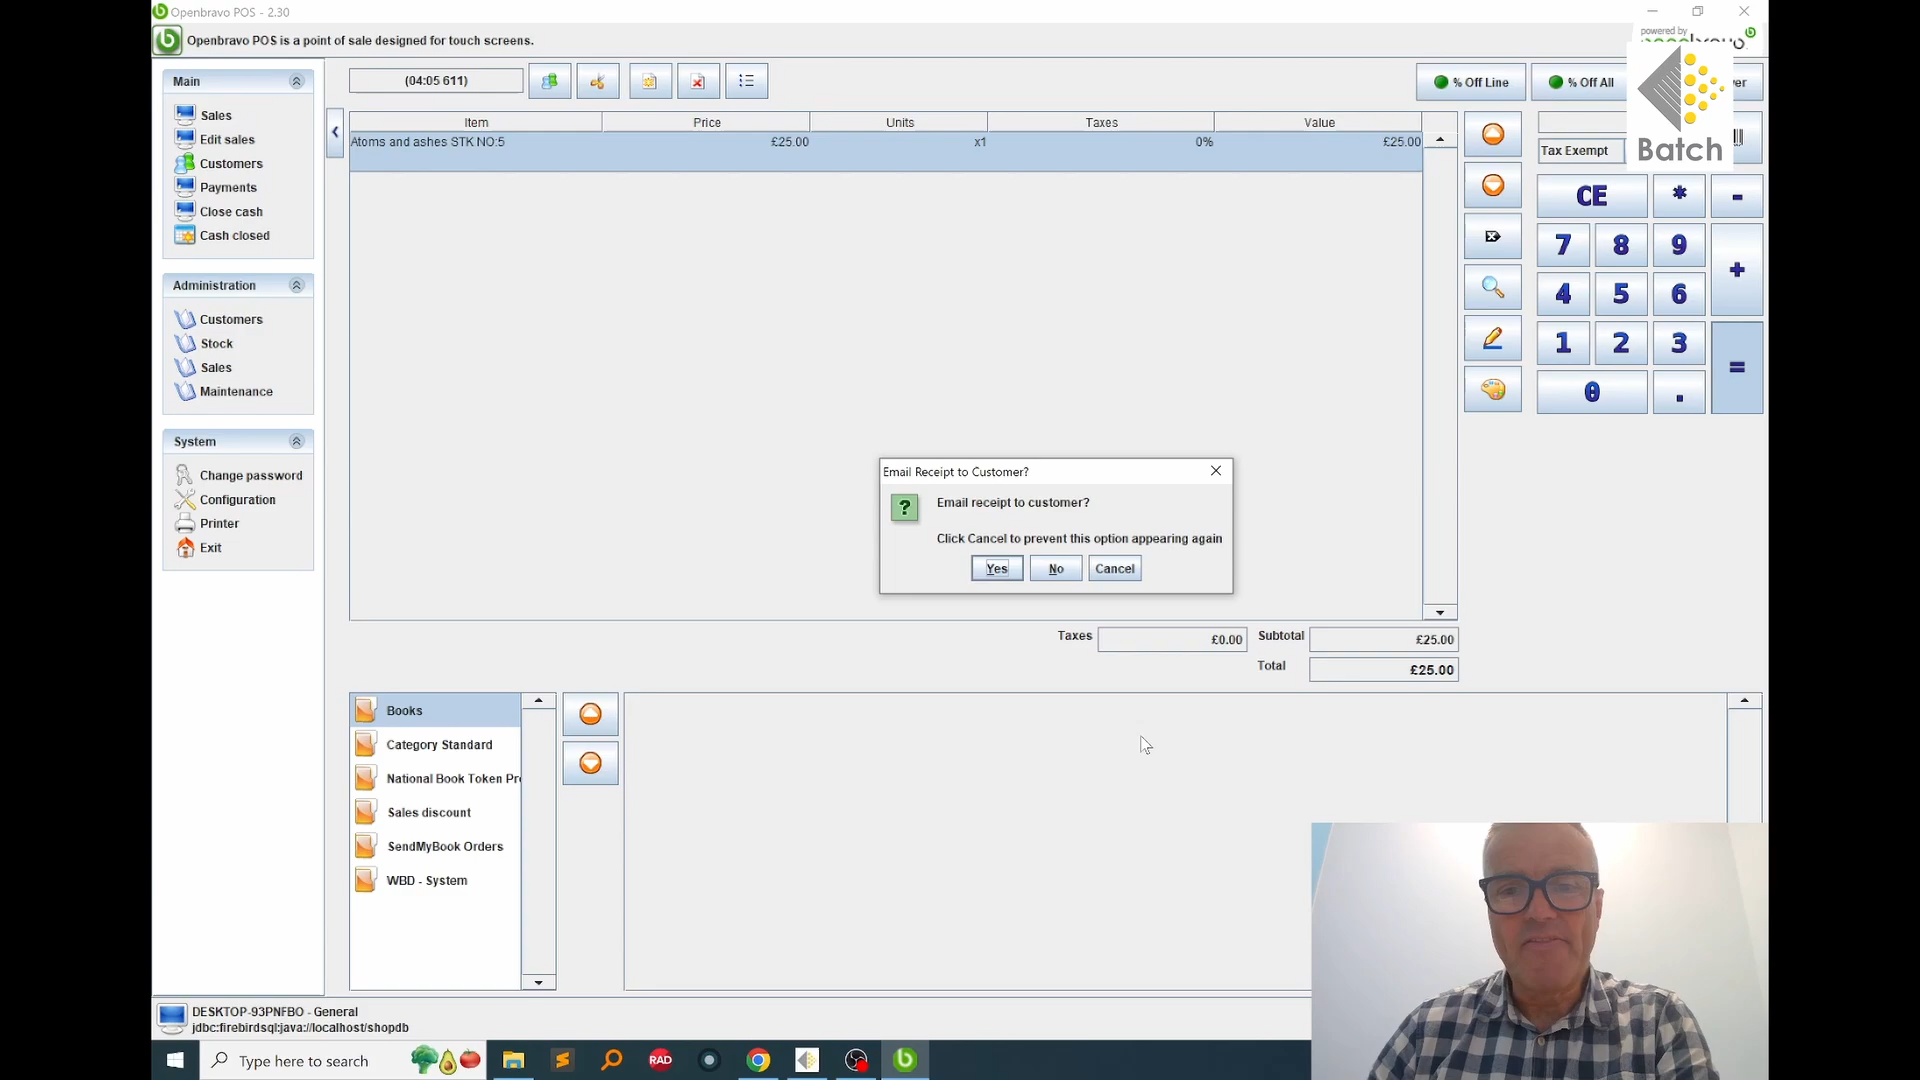 Openbravo POS - 2.30
Openbravo POS is a point of sale designed for touch screens.
powered by
Main
Sales
Edit sales
Customers
Payments
Close cash
Cash closed
Administration
Customers
Stock
Sales
Maintenance
System
Change password
Configuration
Printer
Exit
(04:05 611)
% Off Line
% Off All
Batch
Item Price Units Taxes Value
Atoms and ashes STK NO:5 £25.00 x1 0% £25.00
Tax Exempt
CE * -
7 8 9 +
4 5 6
1 2 3 =
0 .
Email Receipt to Customer?
Email receipt to customer?
Click Cancel to prevent this option appearing again
Yes No Cancel
Taxes £0.00 Subtotal £25.00
Total £25.00
Books
Category Standard
National Book Token Pr
Sales discount
SendMyBook Orders
WBD - System
DESKTOP-93PNFBO - General
jdbc:firebirdsql:java://localhost/shopdb
Type here to search
RAD